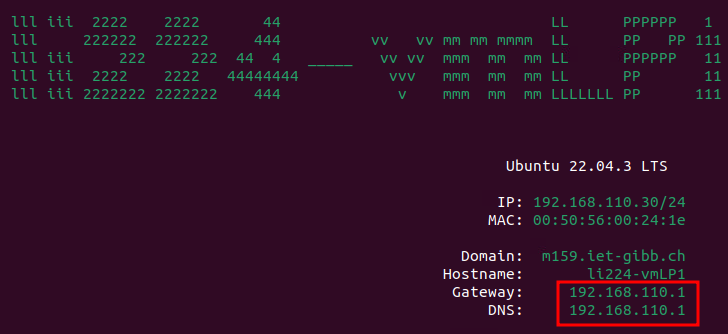 lll iii  2222    2222       44                              LL      PPPPPP   1
lll     222222  222222     444          vv   vv mm mm mmmm  LL      PP   PP 111
lll iii     222     222  44  4   _____   vv vv  mmm  mm  mm LL      PPPPPP   11
lll iii  2222    2222   44444444          vvv   mmm  mm  mm LL      PP       11
lll iii 2222222 2222222    444             v    mmm  mm  mm LLLLLLL PP      111
Ubuntu 22.04.3 LTS
IP: 192.168.110.30/24
MAC: 00:50:56:00:24:1e
Domain: m159.iet-gibb.ch
Hostname: li224-vmLP1
Gateway: 192.168.110.1
DNS: 192.168.110.1